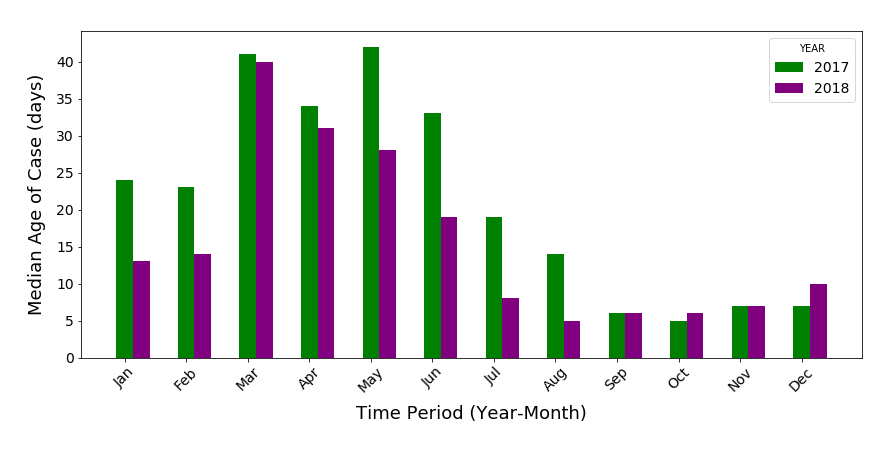 Median Age of Case (days)
40
35
30
25
20
15
10
5
0
YEAR
2017
2018
Jan
Feb
Mar
Apr
May
Jun
Jul
Aug
Sep
Oct
Nov
Dec
Time Period (Year-Month)